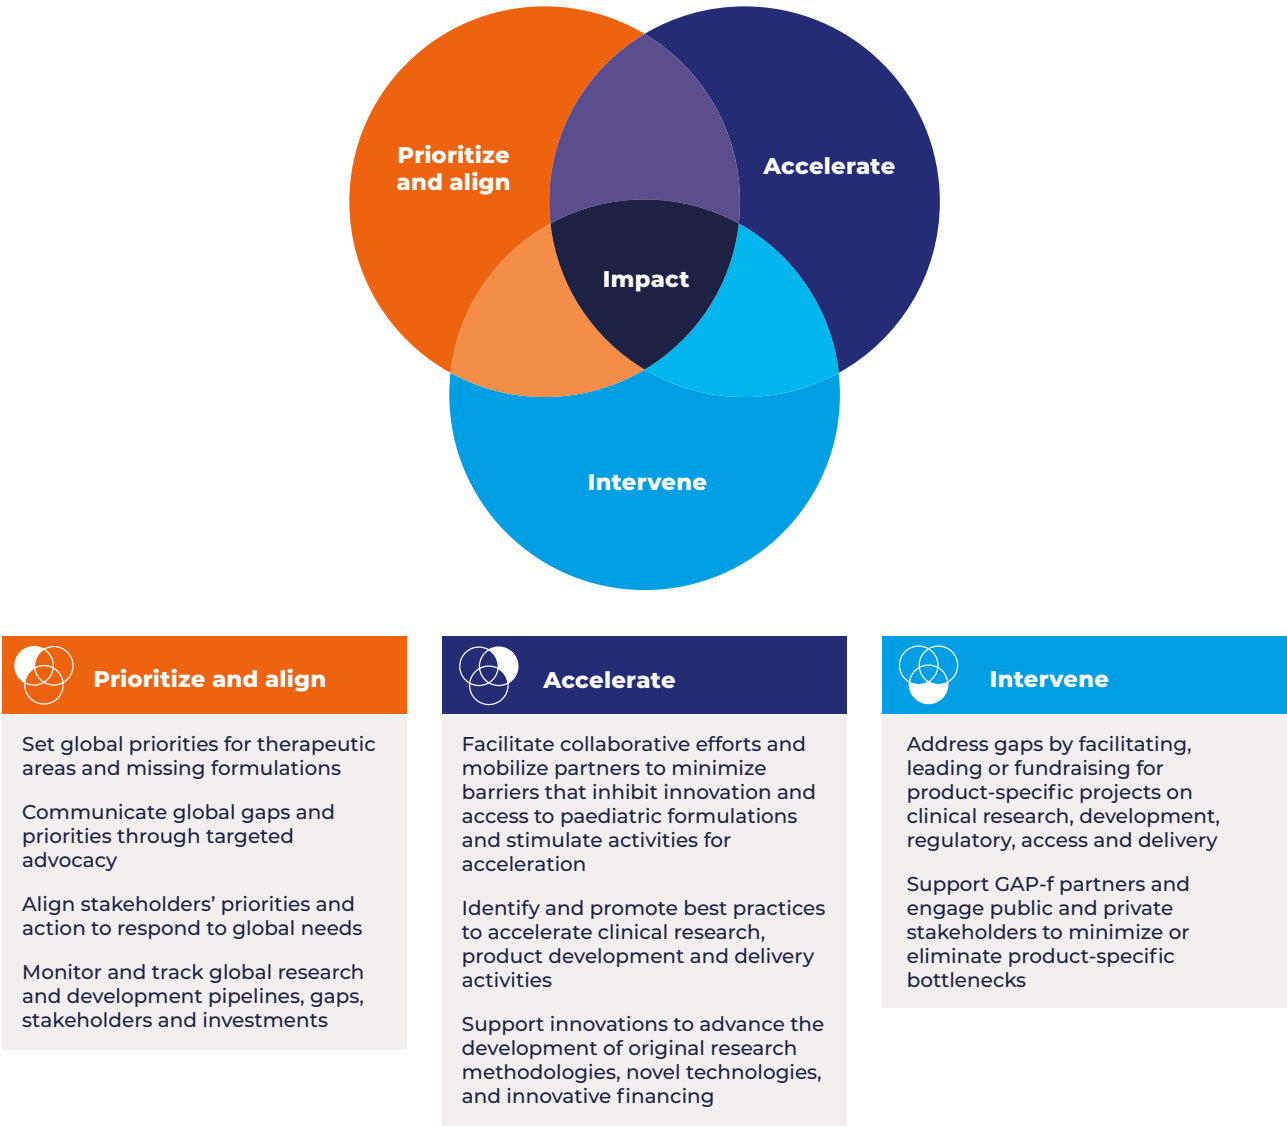 Prioritize
and align
Accelerate
Impact
Intervene
Prioritize and align
Set global priorities for therapeutic
areas and missing formulations
Communicate global gaps and
priorities through targeted
advocacy
Align stakeholders’ priorities and
action to respond to global needs
Monitor and track global research
and development pipelines, gaps,
stakeholders and investments
Accelerate
Facilitate collaborative efforts and
mobilize partners to minimize
barriers that inhibit innovation and
access to paediatric formulations
and stimulate activities for
acceleration
Identify and promote best practices
to accelerate clinical research,
product development and delivery
activities
Support innovations to advance the
development of original research
methodologies, novel technologies,
and innovative financing
Intervene
Address gaps by facilitating,
leading or fundraising for
product-specific projects on
clinical research, development,
regulatory, access and delivery
Support GAP-f partners and
engage public and private
stakeholders to minimize or
eliminate product-specific
bottlenecks